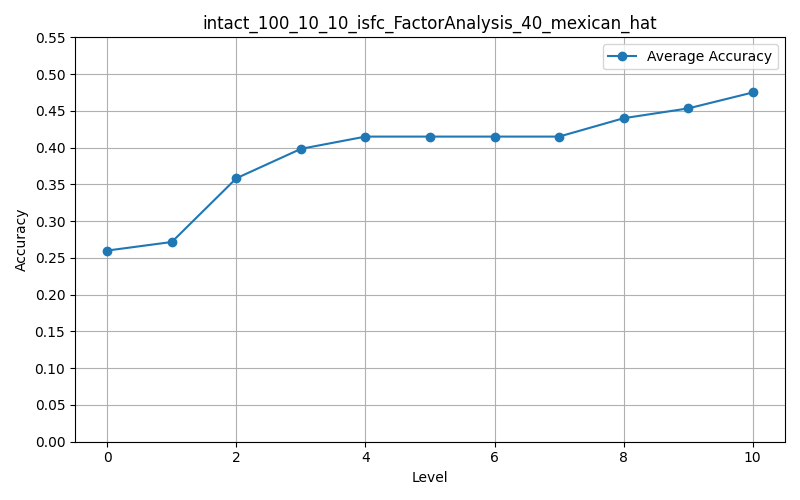 intact_100_10_10_isfc_FactorAnalysis_40_mexican_hat
Average Accuracy
0.55
0.50
0.45
0.40
0.35
0.30
0.25
0.20
0.15
0.10
0.05
0.00
Accuracy
0 2 4 6 8 10
Level